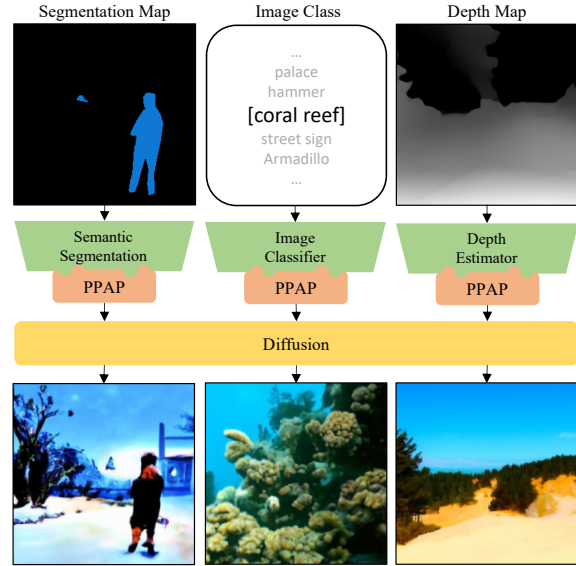 Segmentation Map
Image Class
Depth Map
...
palace
hammer
[coral reef]
street sign
Armadillo
...
Semantic
Segmentation
Image
Classifier
Depth
Estimator
PPAP
PPAP
PPAP
Diffusion